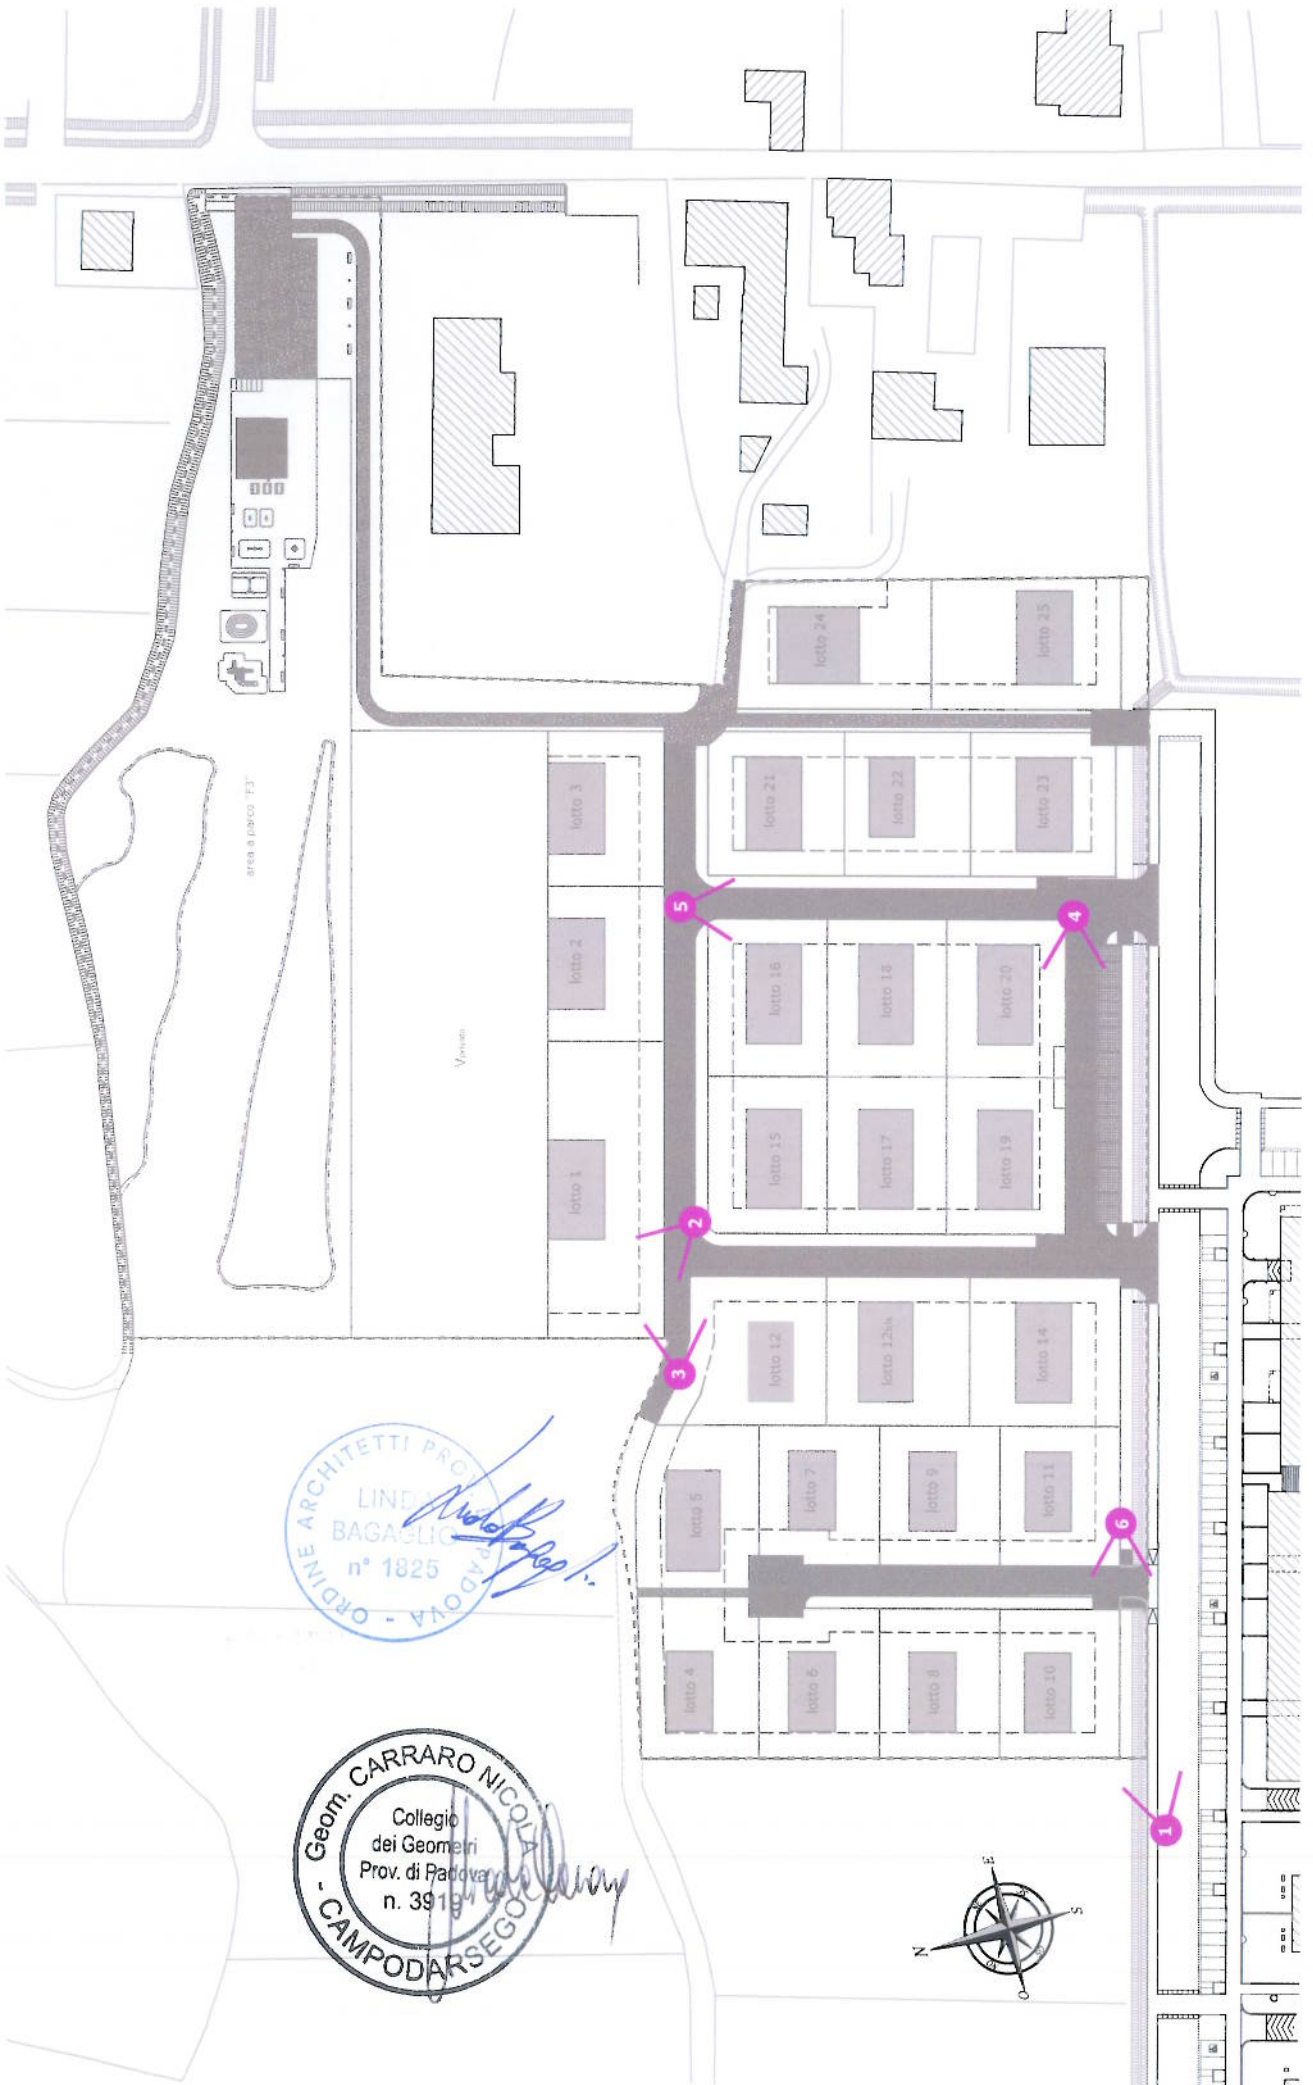 area a parco "F3"
lotto 3
lotto 2
lotto 1
lotto 24
lotto 25
lotto 21
lotto 22
lotto 23
5
4
lotto 16
lotto 18
lotto 20
lotto 15
lotto 17
lotto 19
2
3
lotto 12
lotto 12bis
lotto 14
lotto 5
lotto 7
lotto 9
lotto 11
6
lotto 4
lotto 6
lotto 8
lotto 10
1
ORDINE ARCHITETTI
PADOVA
BAGAGLIO
n° 1825
Geom. CARRARO NICOLA
- CAMPODARSEGO
Collegio
dei Geometri
Prov. di Padova
n. 3919
N
E
S
O